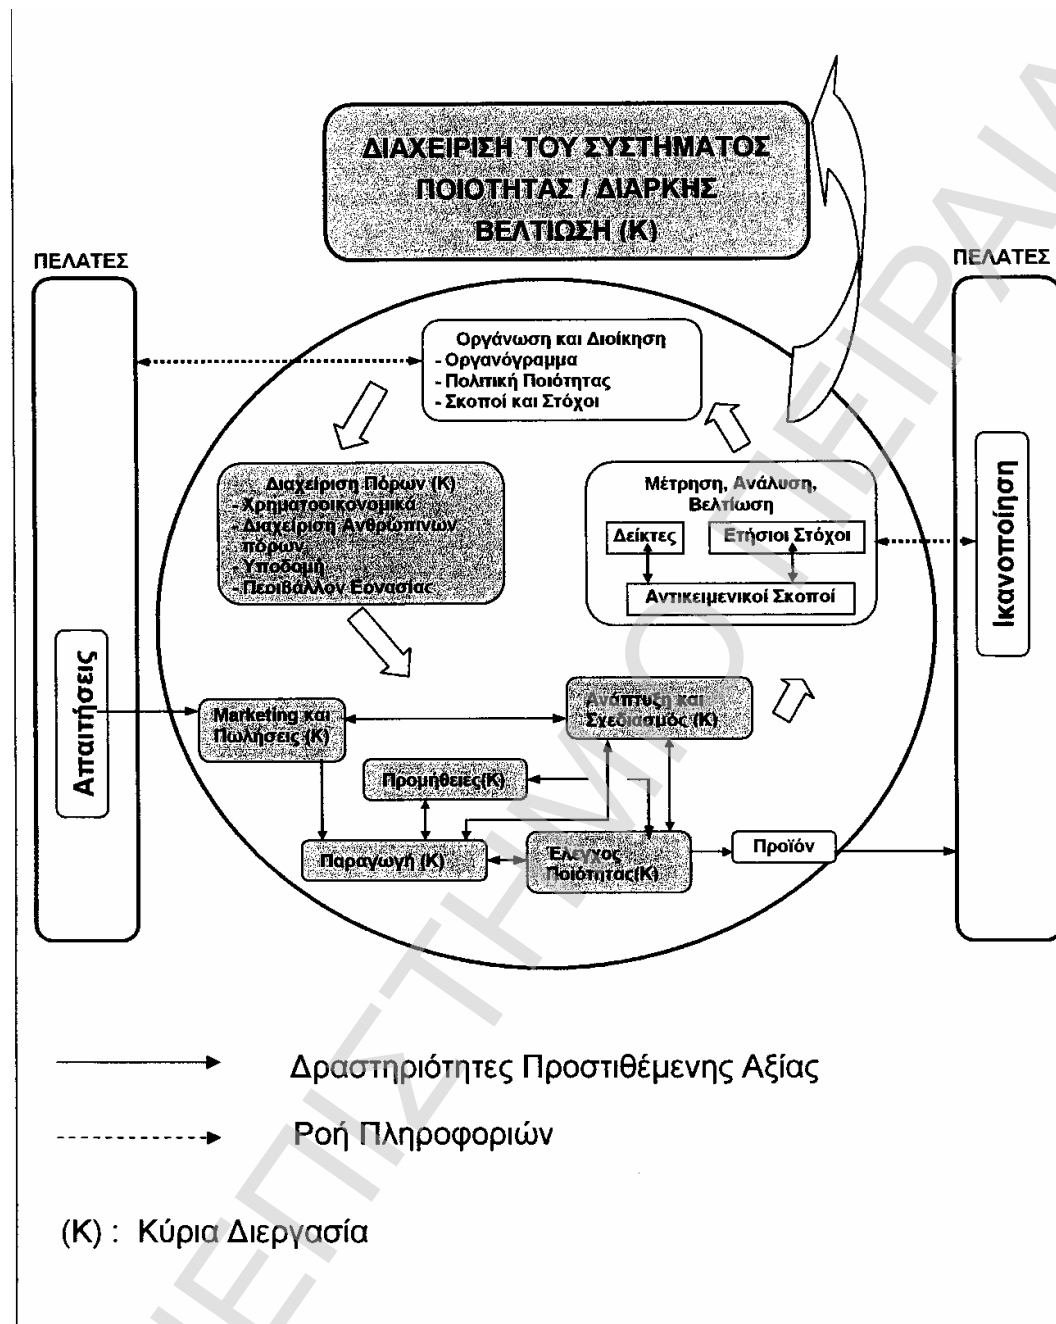 ΔΙΑΧΕΙΡΙΣΗ ΤΟΥ ΣΥΣΤΗΜΑΤΟΣ
ΠΟΙΟΤΗΤΑΣ / ΔΙΑΡΚΗΣ
ΒΕΛΤΙΩΣΗ (Κ)
ΠΕΛΑΤΕΣ
ΠΕΛΑΤΕΣ
Οργάνωση και Διοίκηση
- Οργανόγραμμα
- Πολιτική Ποιότητας
- Σκοποί και Στόχοι
Διαχείριση Πόρων (Κ)
- Χρηματοοικονομικά
- Διαχείριση Ανθρωπίνων
πόρων
- Υποδομή
- Περιβάλλον Εργασίας
Μέτρηση, Ανάλυση,
Βελτίωση
Δείκτες
Ετήσιοι Στόχοι
Αντικειμενικοί Σκοποί
Ικανοποίηση
Απαιτήσεις
Marketing και
Πωλήσεις (Κ)
Ανάπτυξη και
Σχεδιασμός (Κ)
Προμήθειες(Κ)
Παραγωγή (Κ)
Έλεγχος
Ποιότητας(Κ)
Προϊόν
Δραστηριότητες Προστιθέμενης Αξίας
Ροή Πληροφοριών
(Κ) : Κύρια Διεργασία